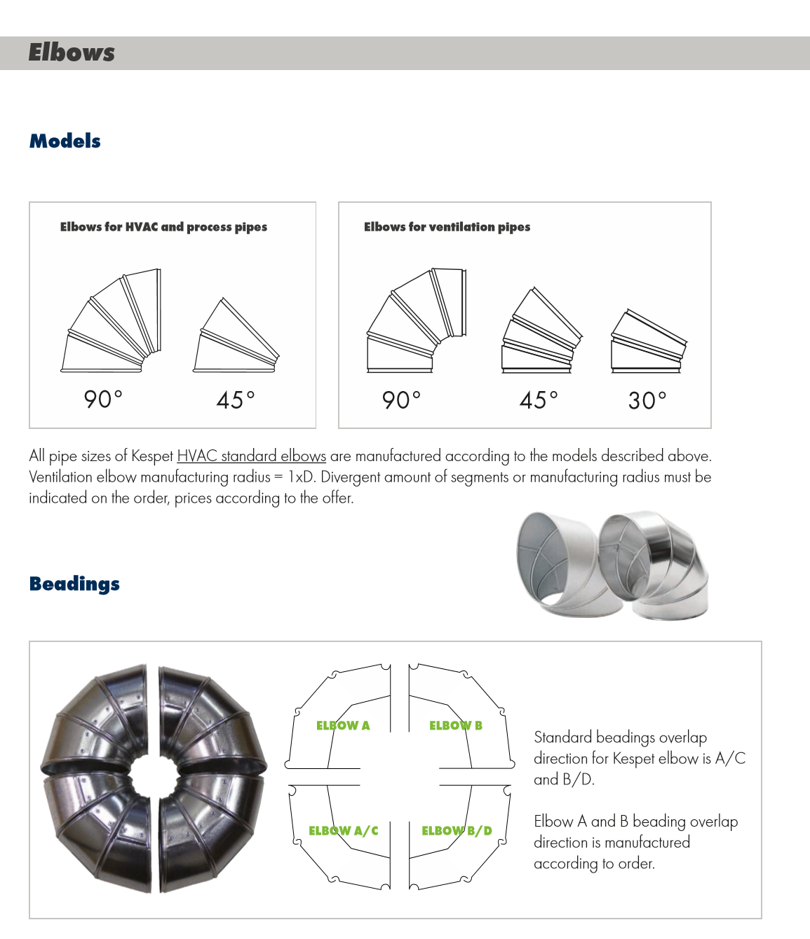 Elbows
Models
Elbows for HVAC and process pipes
90°
45°
Elbows for ventilation pipes
90°
45°
30°
All pipe sizes of Kespet HVAC standard elbows are manufactured according to the models described above.
Ventilation elbow manufacturing radius = 1xD. Divergent amount of segments or manufacturing radius must be
indicated on the order, prices according to the offer.
Beadings
ELBOW A
ELBOW B
ELBOW A/C
ELBOW B/D
Standard beadings overlap
direction for Kespet elbow is A/C
and B/D.
Elbow A and B beading overlap
direction is manufactured
according to order.